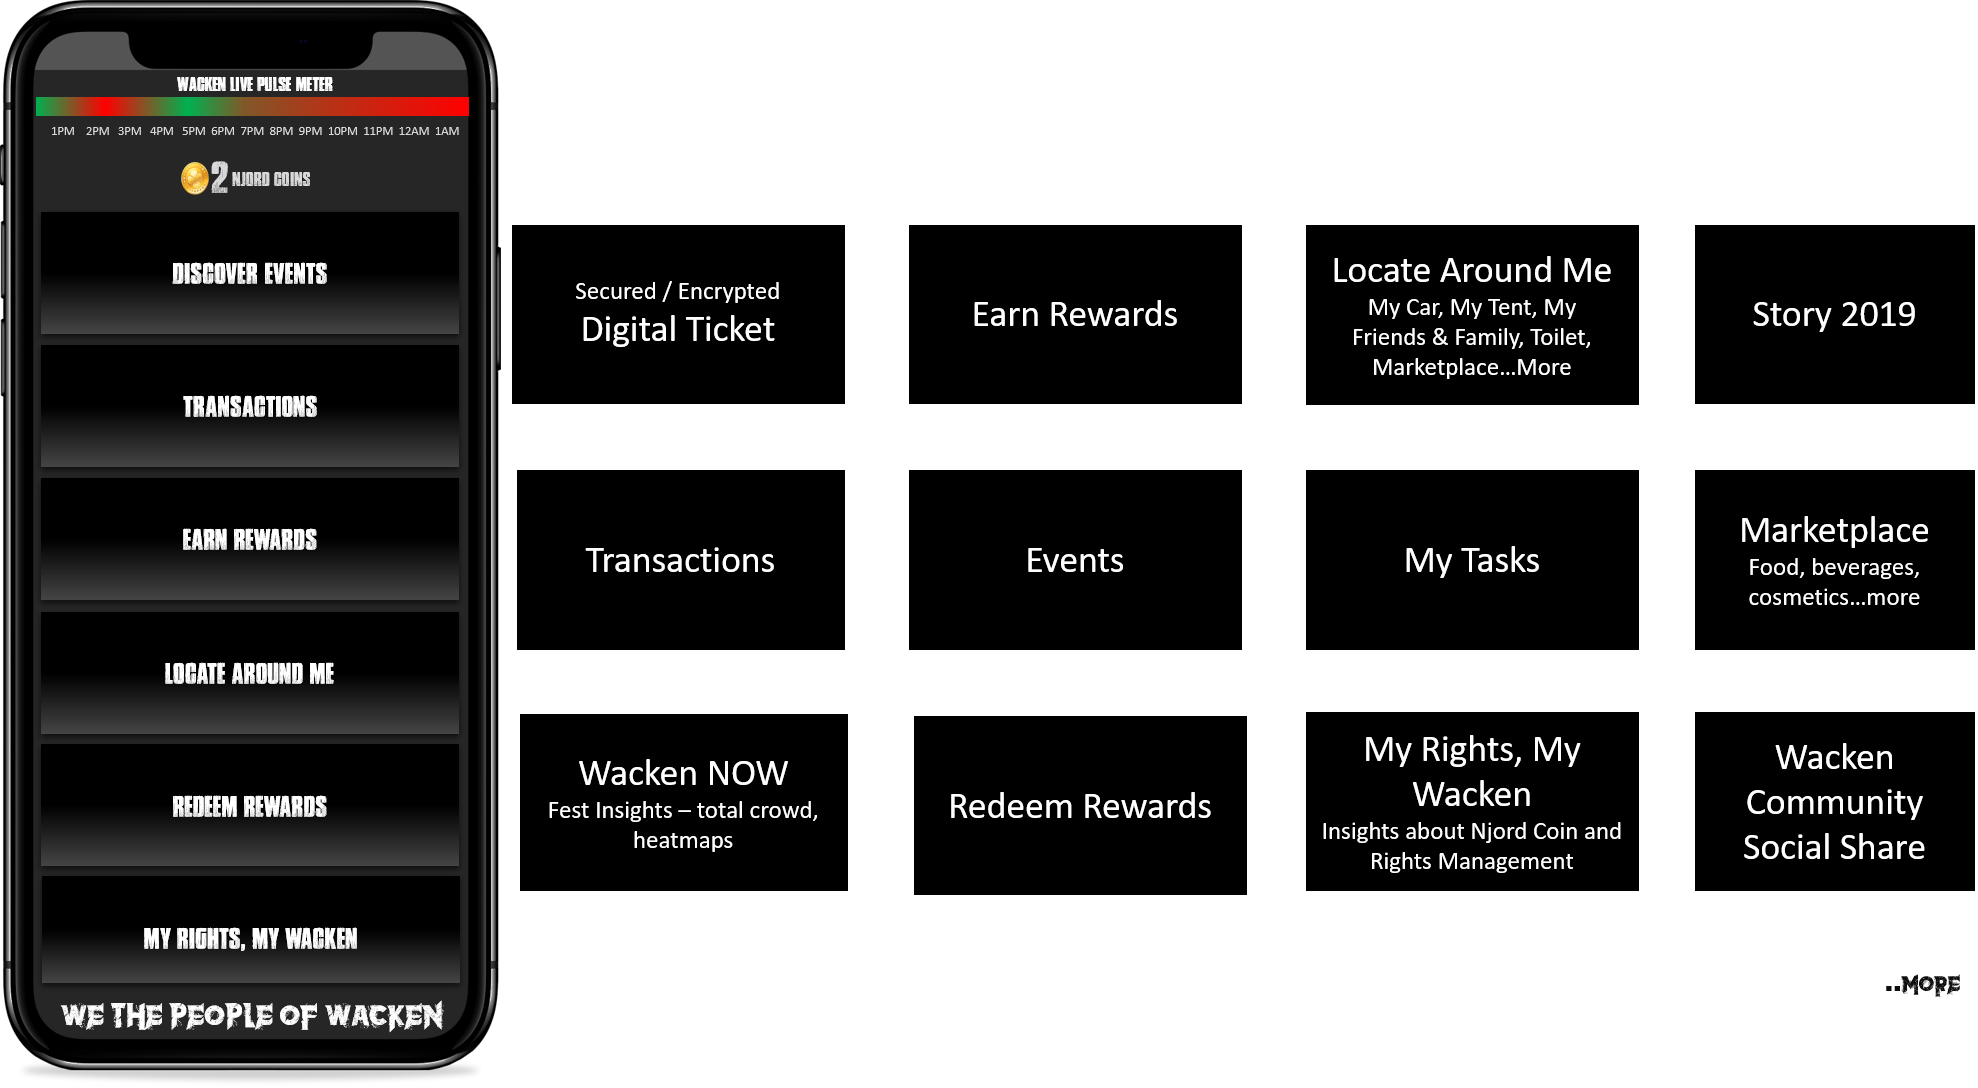 WACKEN LIVE PULSE METER
1PM 2PM 3PM 4PM 5PM 6PM 7PM 8PM 9PM 10PM 11PM 12AM 1AM
2 NJORD COINS
DISCOVER EVENTS
TRANSACTIONS
EARN REWARDS
LOCATE AROUND ME
REDEEM REWARDS
MY RIGHTS, MY WACKEN
WE THE PEOPLE OF WACKEN
Secured / Encrypted
Digital Ticket
Earn Rewards
Locate Around Me
My Car, My Tent, My
Friends & Family, Toilet,
Marketplace...More
Story 2019
Transactions
Events
My Tasks
Marketplace
Food, beverages,
cosmetics...more
Wacken NOW
Fest Insights – total crowd,
heatmaps
Redeem Rewards
My Rights, My
Wacken
Insights about Njord Coin and
Rights Management
Wacken
Community
Social Share
..MORE